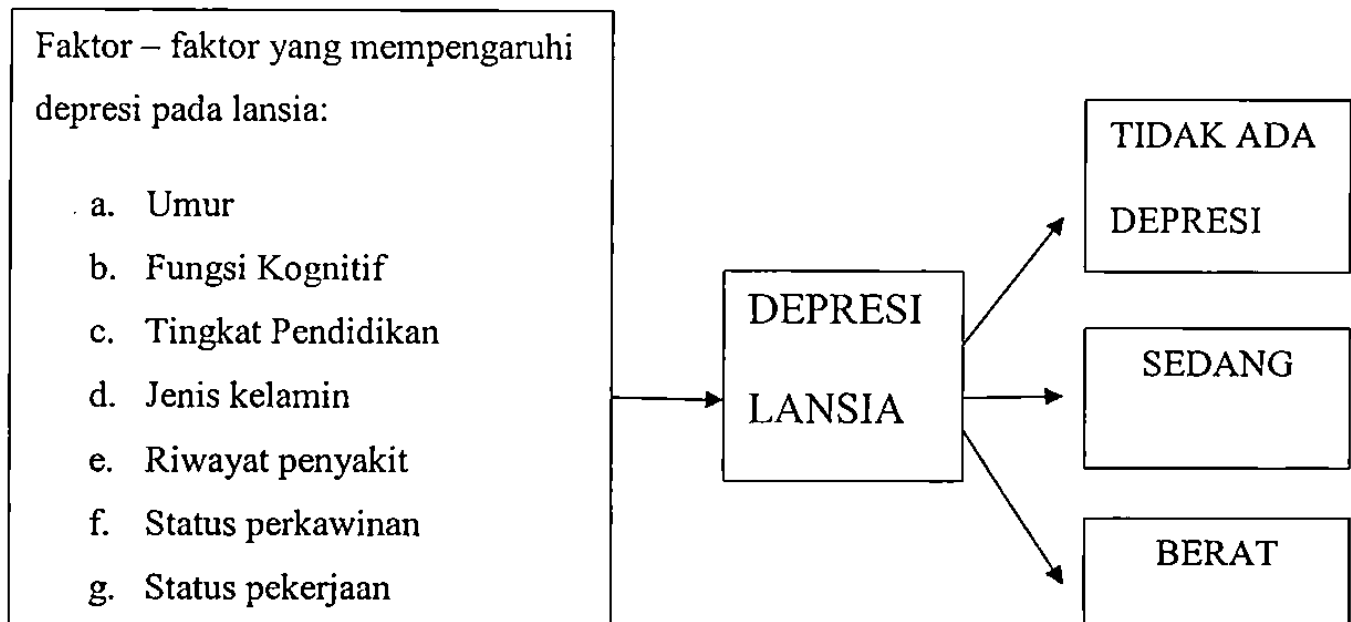 Faktor – faktor yang mempengaruhi
depresi pada lansia:
a. Umur
b. Fungsi Kognitif
c. Tingkat Pendidikan
d. Jenis kelamin
e. Riwayat penyakit
f. Status perkawinan
g. Status pekerjaan
DEPRESI
LANSIA
TIDAK ADA
DEPRESI
SEDANG
BERAT